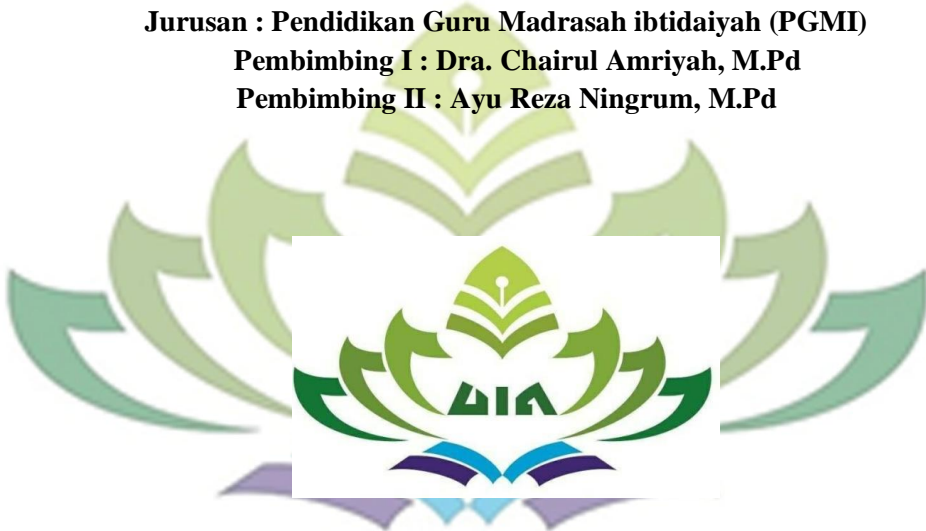 Jurusan : Pendidikan Guru Madrasah ibtidaiyah (PGMI)
Pembimbing I : Dra. Chairul Amriyah, M.Pd
Pembimbing II : Ayu Reza Ningrum, M.Pd
UIN